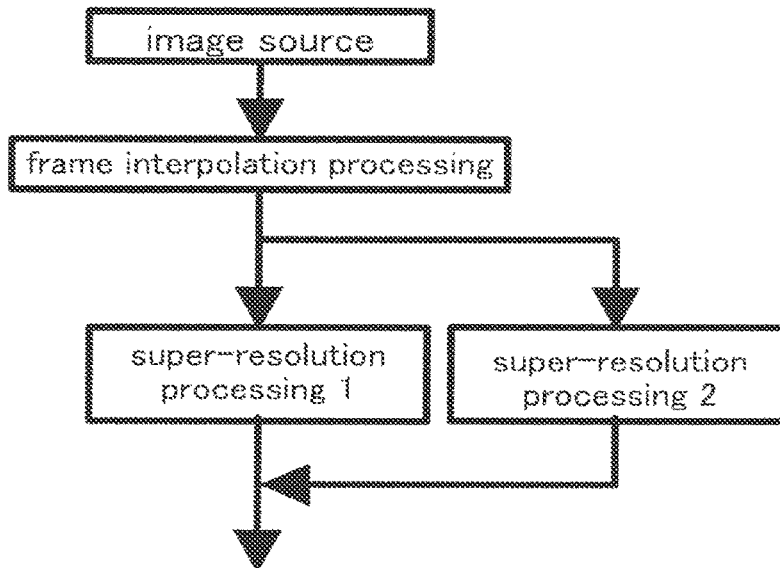 image source
frame interpolation processing
super-resolution
processing 1
super-resolution
processing 2